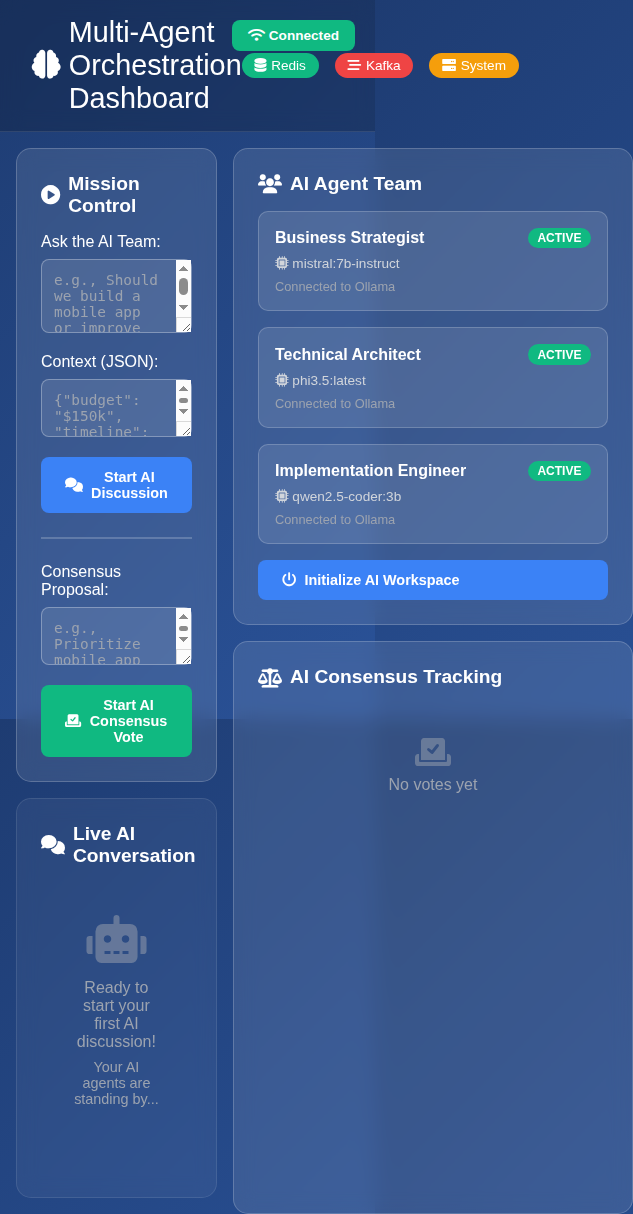 Multi-Agent
Orchestration
Dashboard
Connected
Redis
Kafka
System
Mission
Control
Ask the AI Team:
e.g., Should
we build a
mobile app
or improve
Context (JSON):
{"budget":
"$150k",
"timeline":
Start AI
Discussion
Consensus
Proposal:
e.g.,
Prioritize
mobile app
Start AI
Consensus
Vote
Live AI
Conversation
Ready to
start your
first AI
discussion!
Your AI
agents are
standing by...
AI Agent Team
Business Strategist
ACTIVE
mistral:7b-instruct
Connected to Ollama
Technical Architect
ACTIVE
phi3.5:latest
Connected to Ollama
Implementation Engineer
ACTIVE
qwen2.5-coder:3b
Connected to Ollama
Initialize AI Workspace
AI Consensus Tracking
No votes yet